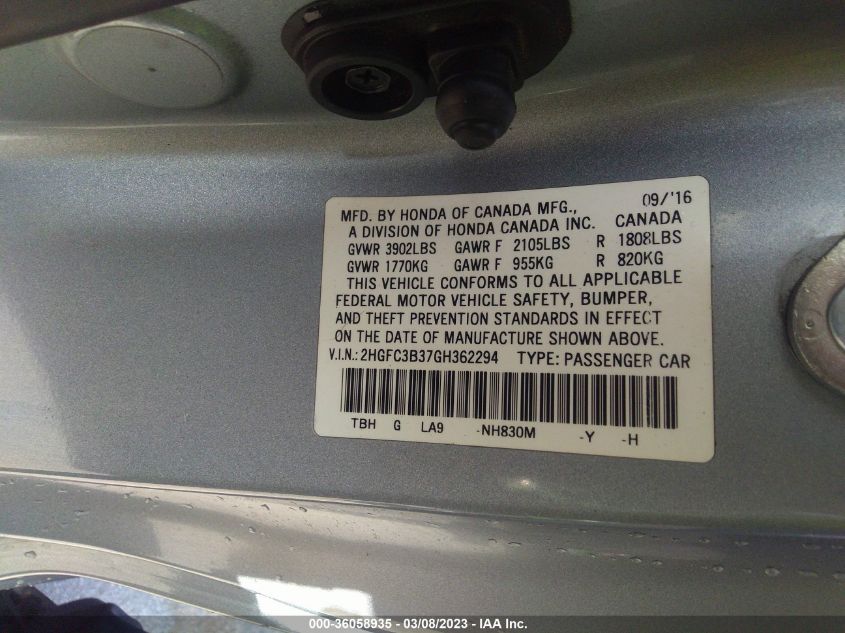 09/'16
MFD. BY HONDA OF CANADA MFG.,
A DIVISION OF HONDA CANADA INC. CANADA
GVWR 3902LBS GAWR F 2105LBS R 1808LBS
GVWR 1770KG GAWR F 955KG R 820KG
THIS VEHICLE CONFORMS TO ALL APPLICABLE
FEDERAL MOTOR VEHICLE SAFETY, BUMPER,
AND THEFT PREVENTION STANDARDS IN EFFECT
ON THE DATE OF MANUFACTURE SHOWN ABOVE.
V.I.N.: 2HGFC3B37GH362294 TYPE: PASSENGER CAR
TBH G LA9 -NH830M -Y -H
000-36058935 - 03/08/2023 - IAA Inc.